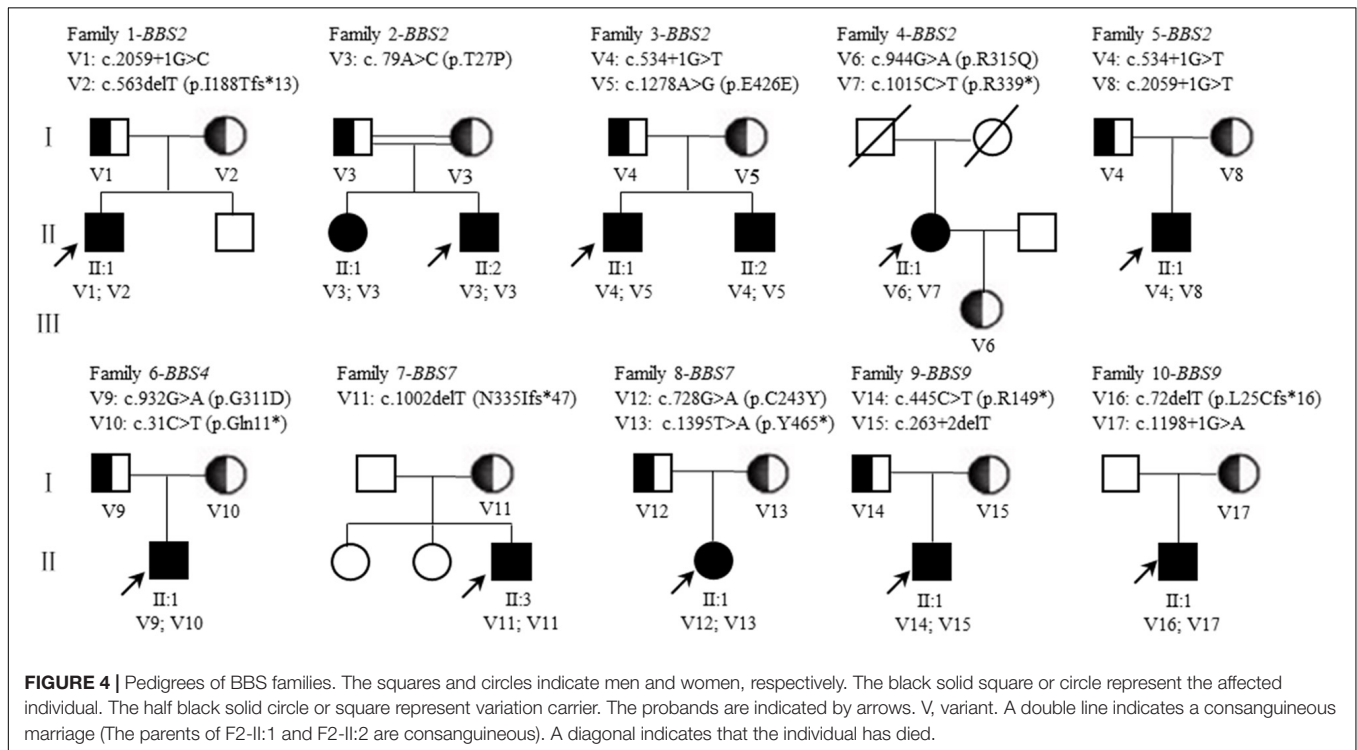 Family 1-BBS2
V1: c.2059+1G>C
V2: c.563delT (p.I188Tfs*13)
Family 2-BBS2
V3: c. 79A>C (p.T27P)
Family 3-BBS2
V4: c.534+1G>T
V5: c.1278A>G (p.E426E)
Family 4-BBS2
V6: c.944G>A (p.R315Q)
V7: c.1015C>T (p.R339*)
Family 5-BBS2
V4: c.534+1G>T
V8: c.2059+1G>T
I
V1 V2 V3 V3 V4 V5 V4 V8
II
II:1 II:1 II:2 II:1 II:2 II:1 II:1
V1; V2 V3; V3 V3; V3 V4; V5 V4; V5 V6; V7 V4; V8
III
V6
Family 6-BBS4
V9: c.932G>A (p.G311D)
V10: c.31C>T (p.Gln11*)
Family 7-BBS7
V11: c.1002delT (N335Ifs*47)
Family 8-BBS7
V12: c.728G>A (p.C243Y)
V13: c.1395T>A (p.Y465*)
Family 9-BBS9
V14: c.445C>T (p.R149*)
V15: c.263+2delT
Family 10-BBS9
V16: c.72delT (p.L25Cfs*16)
V17: c.1198+1G>A
I
V9 V10 V11 V12 V13 V14 V15 V17
II
II:1 II:3 II:1 II:1 II:1
V9; V10 V11; V11 V12; V13 V14; V15 V16; V17
FIGURE 4 | Pedigrees of BBS families. The squares and circles indicate men and women, respectively. The black solid square or circle represent the affected
individual. The half black solid circle or square represent variation carrier. The probands are indicated by arrows. V, variant. A double line indicates a consanguineous
marriage (The parents of F2-II:1 and F2-II:2 are consanguineous). A diagonal indicates that the individual has died.